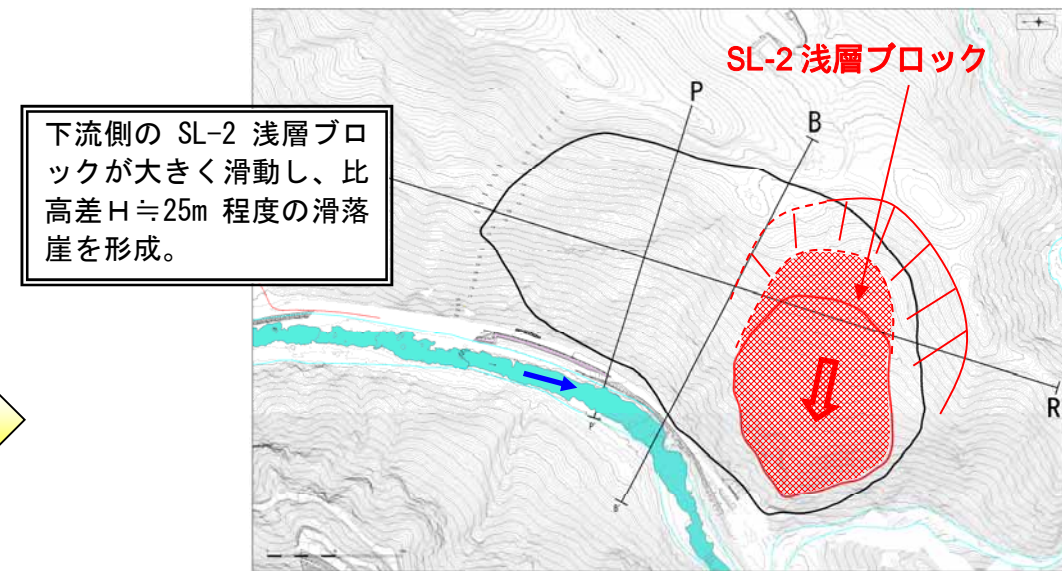 SL-2 浅層ブロック
下流側の SL-2 浅層ブロ
ックが大きく滑動し、比
高差H≒25m 程度の滑落
崖を形成。
P
B
R
P'
B'